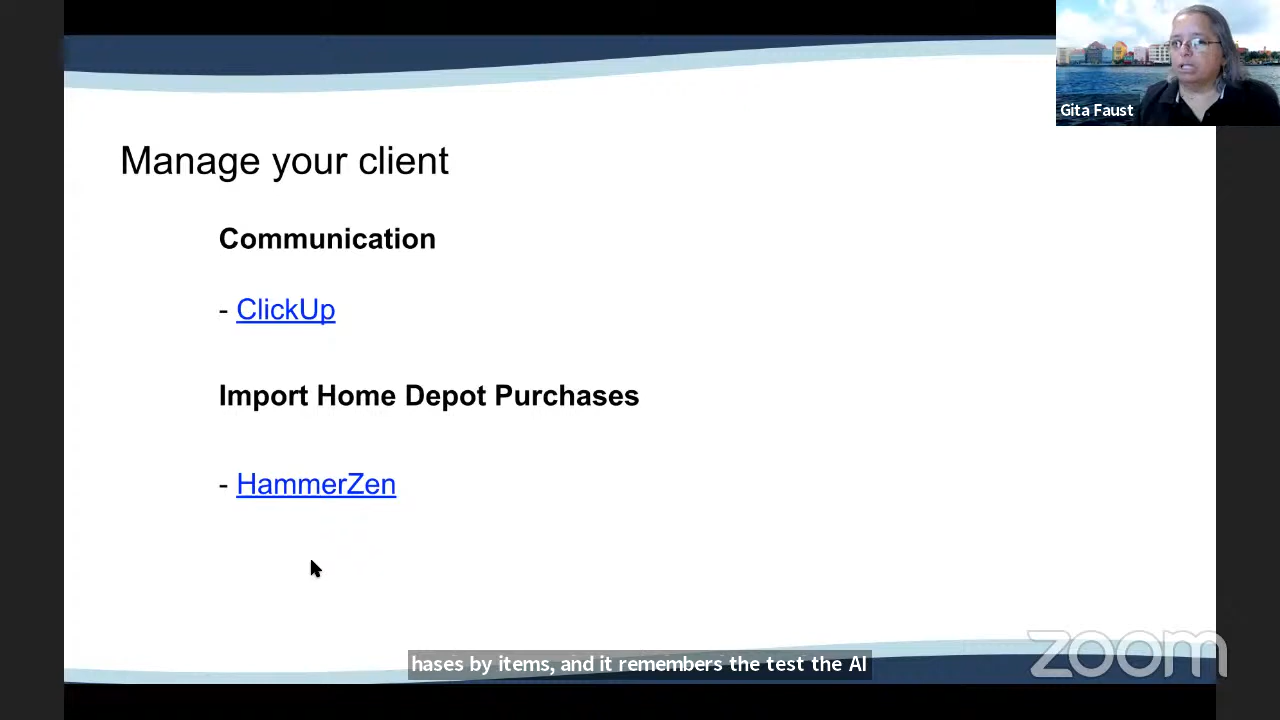 Gita Faust
Manage your client
Communication
- ClickUp
Import Home Depot Purchases
- HammerZen
hases by items, and it remembers the test the AI
zoom